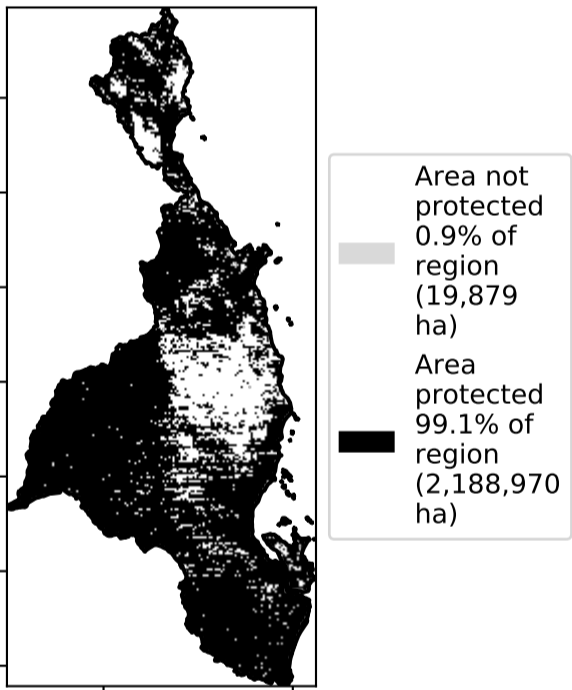 Area not
protected
0.9% of
region
(19,879
ha)
Area
protected
99.1% of
region
(2,188,970
ha)